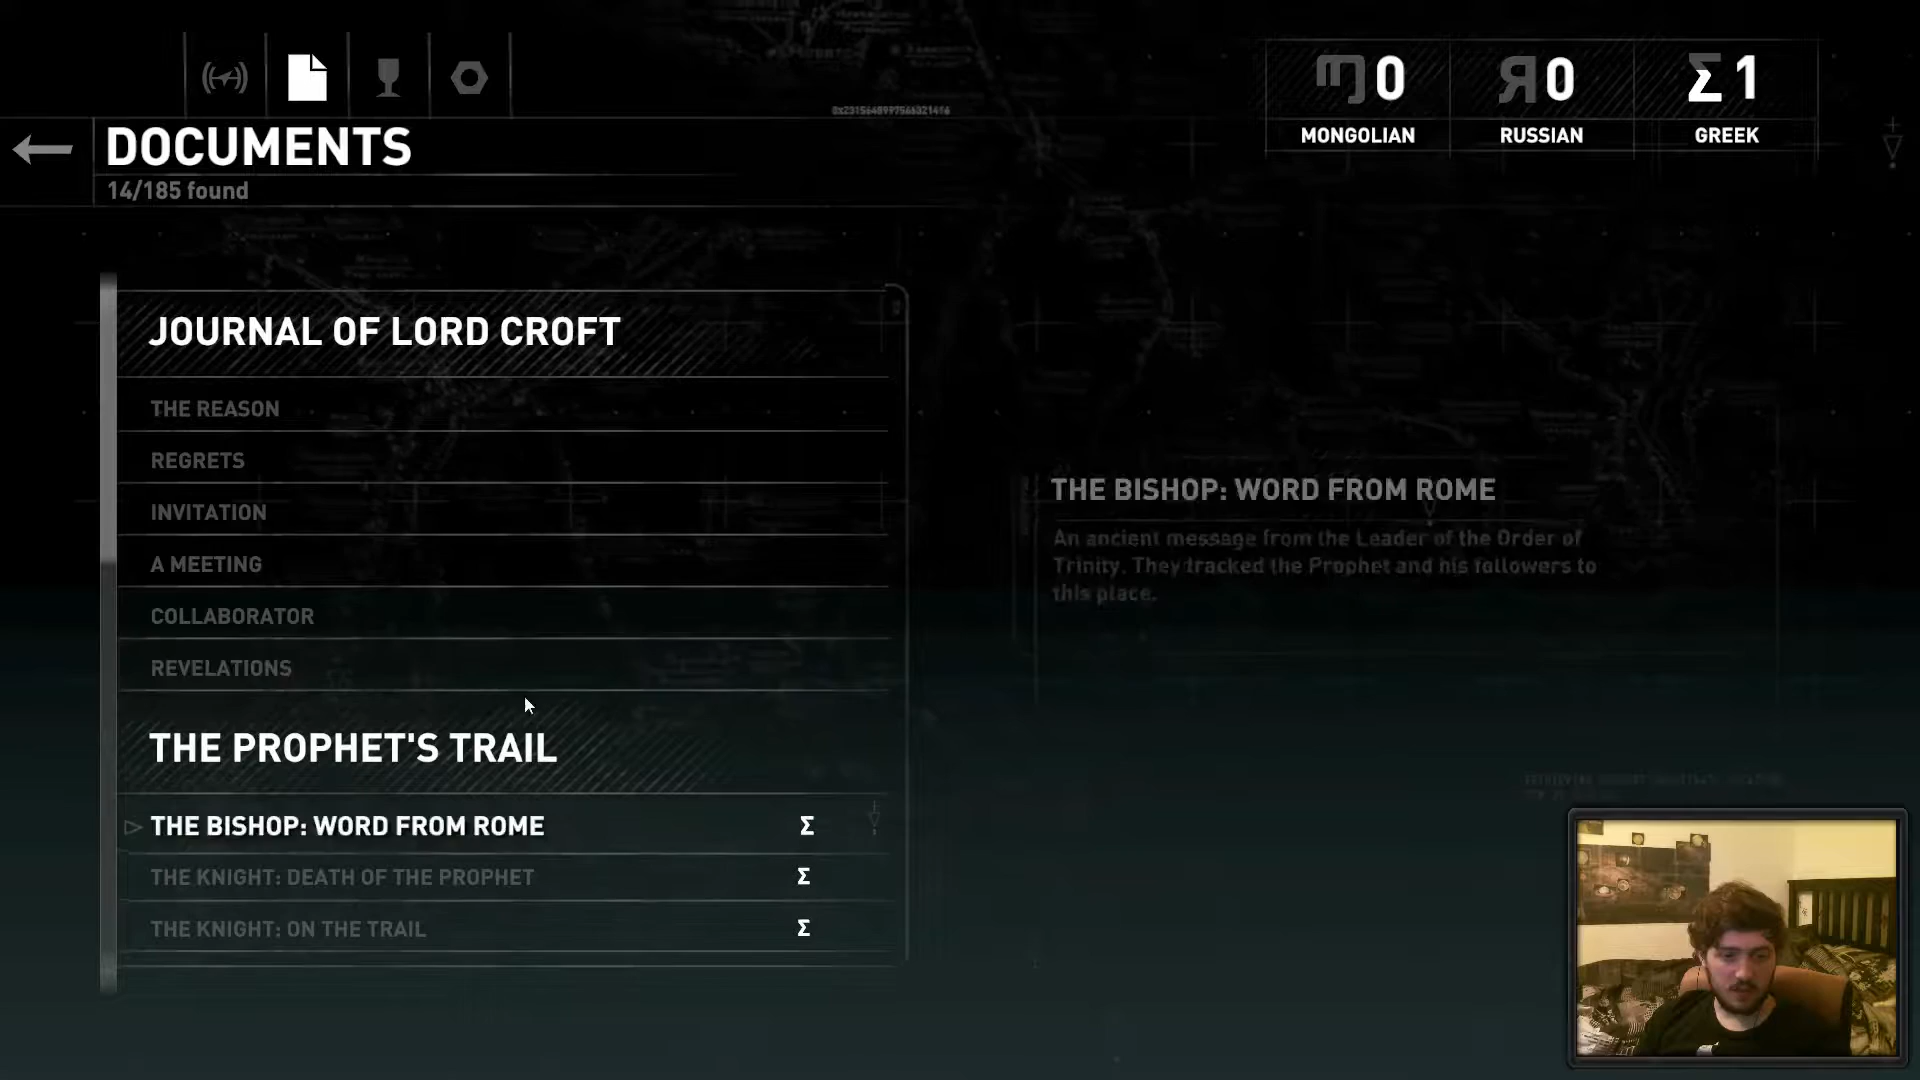 0x2315648997566321416
0
0
Σ 1
MONGOLIAN
RUSSIAN
GREEK
DOCUMENTS
14/185 found
JOURNAL OF LORD CROFT
THE REASON
REGRETS
INVITATION
A MEETING
COLLABORATOR
REVELATIONS
THE PROPHET'S TRAIL
THE BISHOP: WORD FROM ROME Σ
THE KNIGHT: DEATH OF THE PROPHET Σ
THE KNIGHT: ON THE TRAIL Σ
THE BISHOP: WORD FROM ROME
An ancient message from the Leader of the Order of
Trinity. They tracked the Prophet and his followers to
this place.